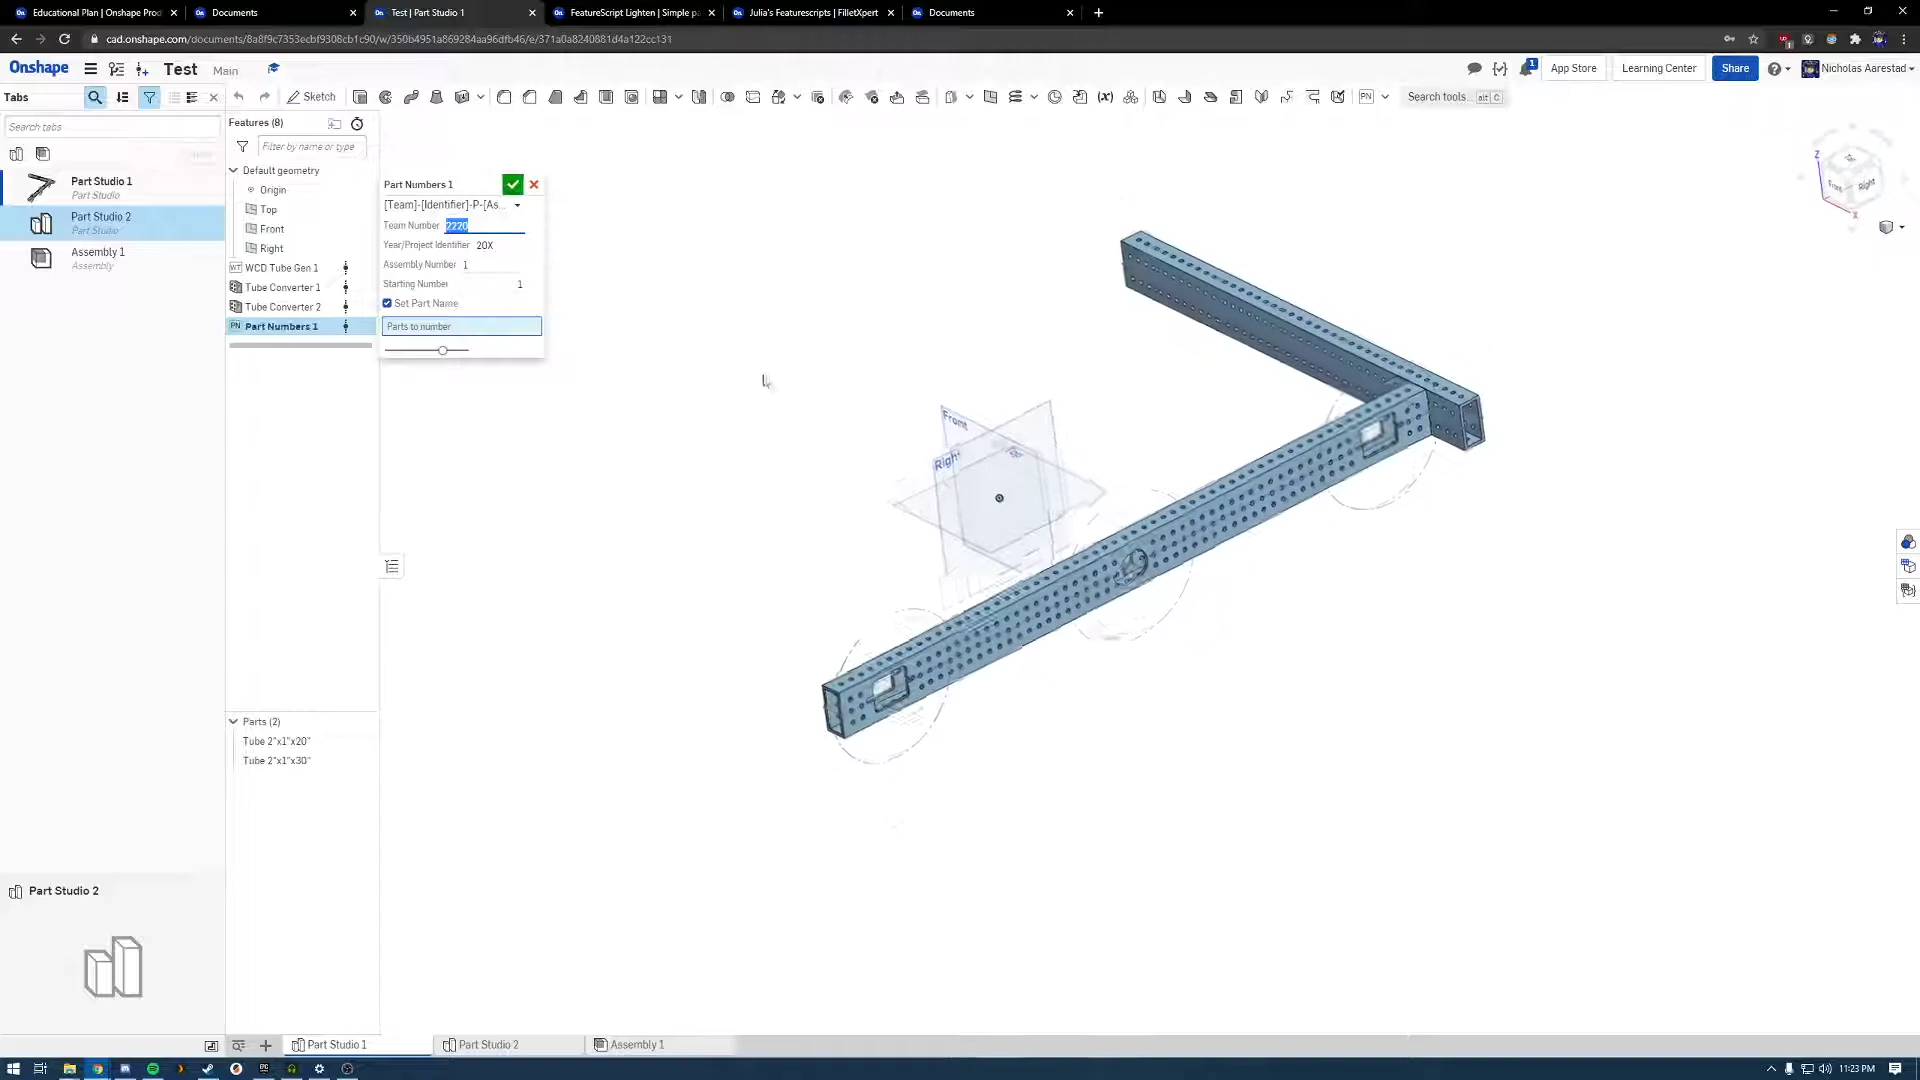 Educational Plan | Onshape Prod
Documents
Test | Part Studio 1
FeatureScript Lighten | Simple pa
Julia's Featurescripts | FilletXpert
Documents
cad.onshape.com/documents/8a8f9c7353ecbf9308cb1c90/w/350b4951a869284aa96dfb46/e/371a0a8240881d4a122cc131
Onshape
Test
Main
1
App Store
Learning Center
Share
Nicholas Aarestad
Tabs
Sketch
Search tools...
alt
C
Search tabs
Features (8)
Filter by name or type
Part Studio 1
Part Studio
Part Studio 2
Part Studio
Assembly 1
Assembly
Default geometry
Origin
Top
Front
Right
WCD Tube Gen 1
Tube Converter 1
Tube Converter 2
PN Part Numbers 1
Part Numbers 1
[Team]-[Identifier]-P-[As...
Team Number 2220
Year/Project Identifier 20X
Assembly Number 1
Starting Number 1
Set Part Name
Parts to number
Front
Right
Z
Front
Right
X
Parts (2)
Tube 2"x1"x20"
Tube 2"x1"x30"
Part Studio 2
Part Studio 1
Part Studio 2
Assembly 1
11:23 PM